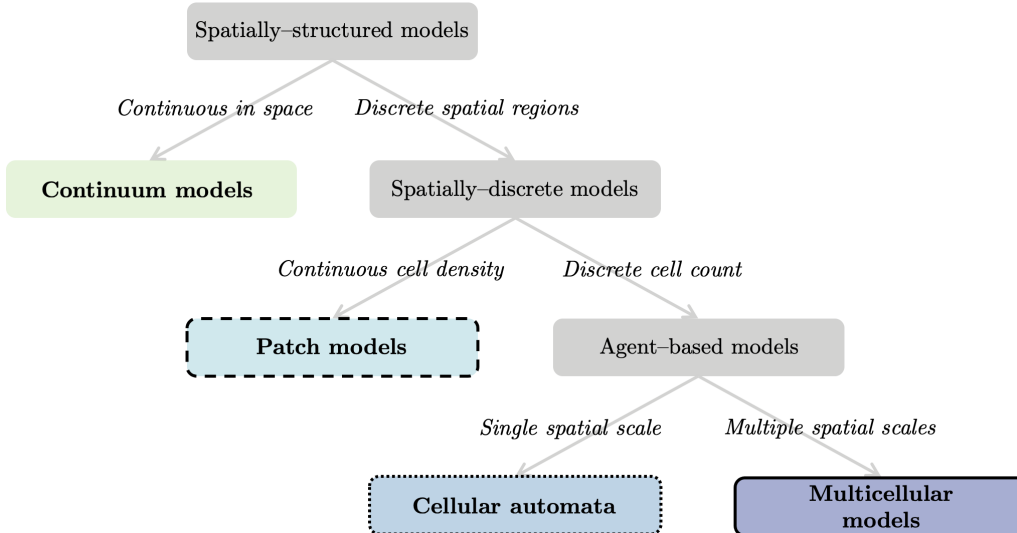 Spatially–structured models
Continuous in space
Discrete spatial regions
Continuum models
Spatially–discrete models
Continuous cell density
Discrete cell count
Patch models
Agent–based models
Single spatial scale
Multiple spatial scales
Cellular automata
Multicellular
models